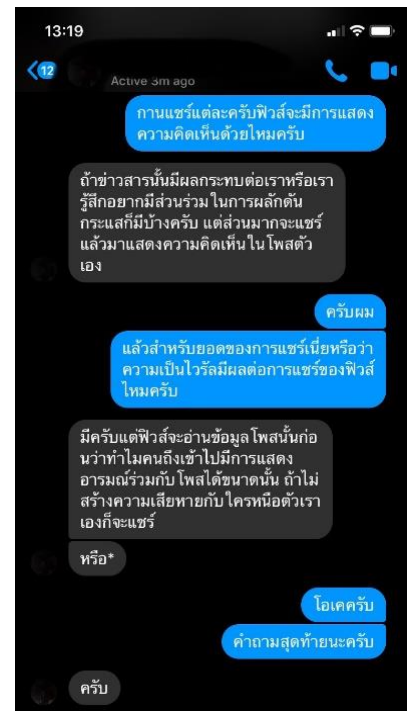 13:19
12
Active 3m ago
กานแชร์แต่ละครับฟิวส์จะมีการแสดง
ความคิดเห็นด้วยไหมครับ
ถ้าข่าวสารนั้นมีผลกระทบต่อเราหรือเรา
รู้สึกอยากมีส่วนร่วมในการผลักดัน
กระแสก็มีบ้างครับ แต่ส่วนมากจะแชร์
แล้วมาแสดงความคิดเห็นในโพสตัว
เอง
ครับผม
แล้วสำหรับยอดของการแชร์เนี่ยหรือว่า
ความเป็นไวรัลมีผลต่อการแชร์ของฟิวส์
ไหมครับ
มีครับแต่ฟิวส์จะอ่านข้อมูลโพสนั้นก่อ
นว่าทำไมคนถึงเข้าไปมีการแสดง
อารมณ์ร่วมกับโพสได้ขนาดนั้น ถ้าไม่
สร้างความเสียหายกับใครหนือตัวเรา
เองก็จะแชร์
หรือ*
โอเคครับ
คำถามสุดท้ายนะครับ
ครับ